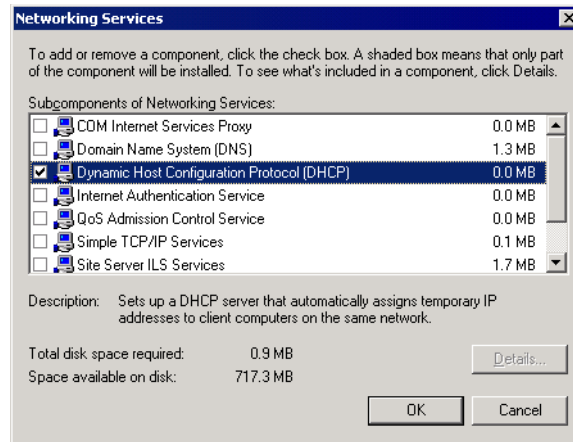 Networking Services
To add or remove a component, click the check box. A shaded box means that only part
of the component will be installed. To see what's included in a component, click Details.
Subcomponents of Networking Services:
COM Internet Services Proxy 0.0 MB
Domain Name System (DNS) 1.3 MB
Dynamic Host Configuration Protocol (DHCP) 0.0 MB
Internet Authentication Service 0.0 MB
QoS Admission Control Service 0.0 MB
Simple TCP/IP Services 0.1 MB
Site Server ILS Services 1.7 MB
Description: Sets up a DHCP server that automatically assigns temporary IP
addresses to client computers on the same network.
Total disk space required: 0.9 MB
Space available on disk: 717.3 MB
Details...
OK Cancel